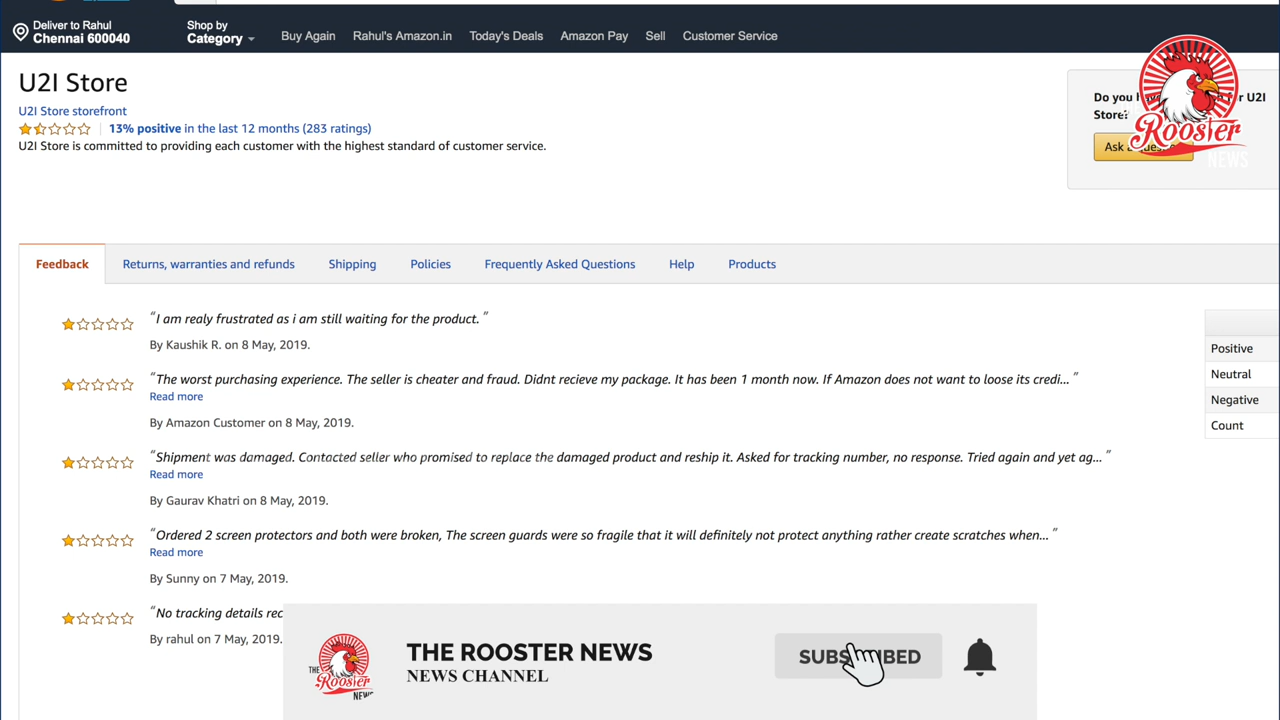 Deliver to Rahul
Chennai 600040
Shop by
Category
Buy Again
Rahul's Amazon.in
Today's Deals
Amazon Pay
Sell
Customer Service
U2I Store
U2I Store storefront
13% positive in the last 12 months (283 ratings)
U2I Store is committed to providing each customer with the highest standard of customer service.
Do you
r U2I
Store?
Ask a
Rooster
NEWS
Feedback
Returns, warranties and refunds
Shipping
Policies
Frequently Asked Questions
Help
Products
“I am realy frustrated as i am still waiting for the product.”
By Kaushik R. on 8 May, 2019.
“The worst purchasing experience. The seller is cheater and fraud. Didnt recieve my package. It has been 1 month now. If Amazon does not want to loose its credi...”
Read more
By Amazon Customer on 8 May, 2019.
“Shipment was damaged. Contacted seller who promised to replace the damaged product and reship it. Asked for tracking number, no response. Tried again and yet ag...”
Read more
By Gaurav Khatri on 8 May, 2019.
“Ordered 2 screen protectors and both were broken, The screen guards were so fragile that it will definitely not protect anything rather create scratches when...”
Read more
By Sunny on 7 May, 2019.
“No tracking details rec
By rahul on 7 May, 2019.
Positive
Neutral
Negative
Count
THE
Rooster
NEWS
THE ROOSTER NEWS
NEWS CHANNEL
SUBSCRIBED